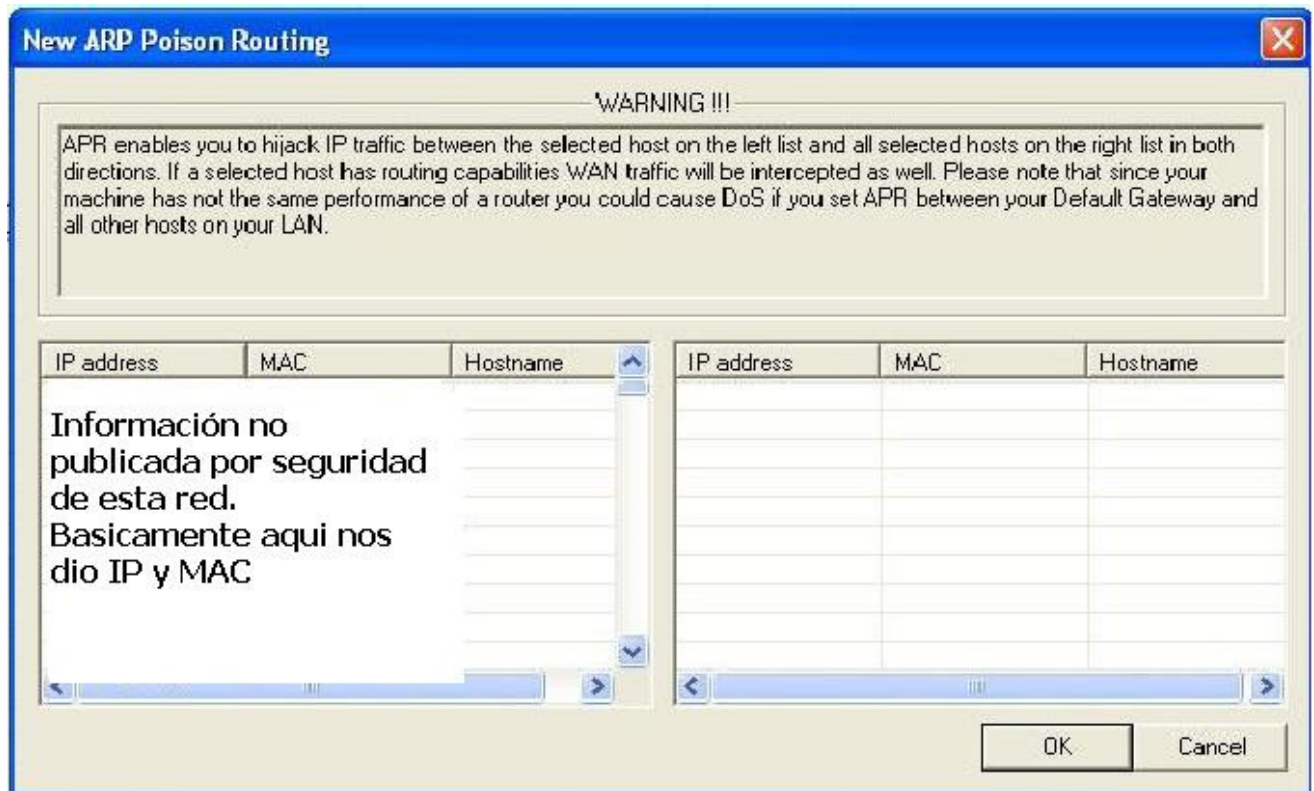 New ARP Poison Routing
WARNING !!!
APR enables you to hijack IP traffic between the selected host on the left list and all selected hosts on the right list in both
directions. If a selected host has routing capabilities WAN traffic will be intercepted as well. Please note that since your
machine has not the same performance of a router you could cause DoS if you set APR between your Default Gateway and
all other hosts on your LAN.
IP address MAC Hostname IP address MAC Hostname
Información no
publicada por seguridad
de esta red.
Basicamente aqui nos
dio IP y MAC
OK Cancel